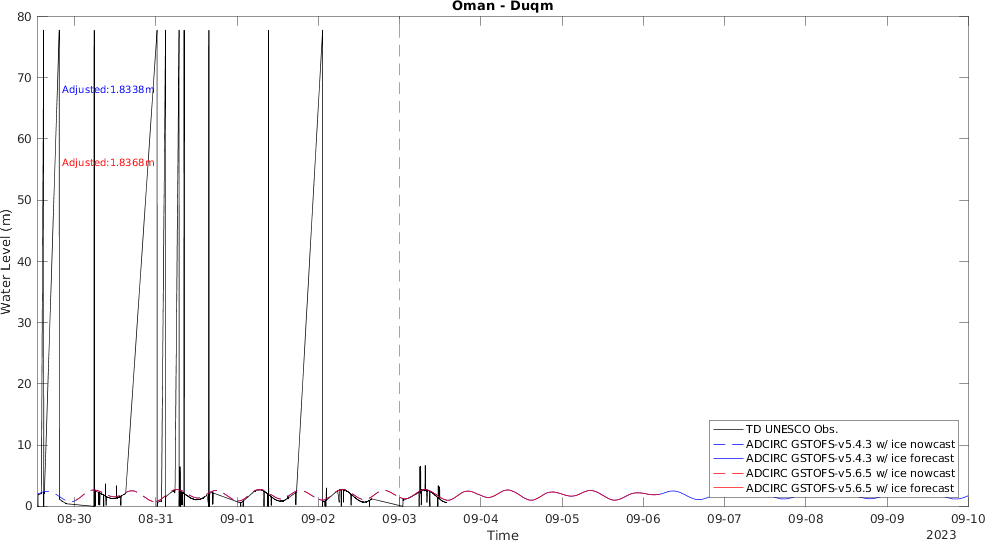 Oman - Duqm
80
70
60
50
40
30
20
10
0
Water Level (m)
Adjusted:1.8338m
Adjusted:1.8368m
TD UNESCO Obs.
ADCIRC GSTOFS-v5.4.3 w/ ice nowcast
ADCIRC GSTOFS-v5.4.3 w/ ice forecast
ADCIRC GSTOFS-v5.6.5 w/ ice nowcast
ADCIRC GSTOFS-v5.6.5 w/ ice forecast
08-30 08-31 09-01 09-02 09-03 09-04 09-05 09-06 09-07 09-08 09-09 09-10
Time
2023